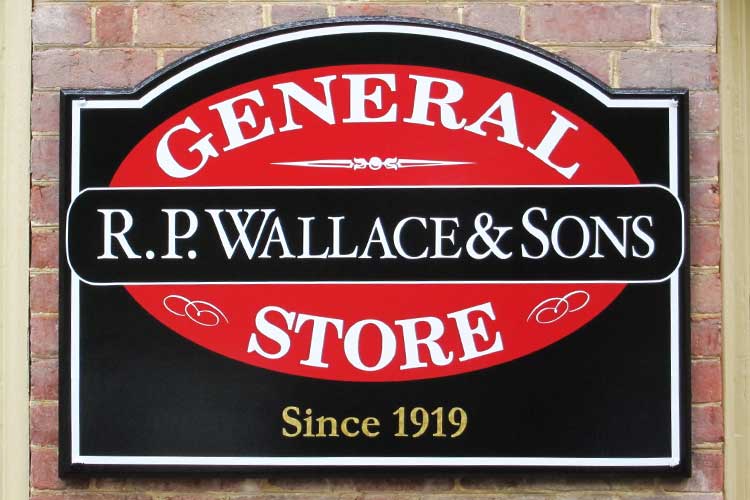 GENERAL
R.P. WALLACE & SONS
STORE
Since 1919